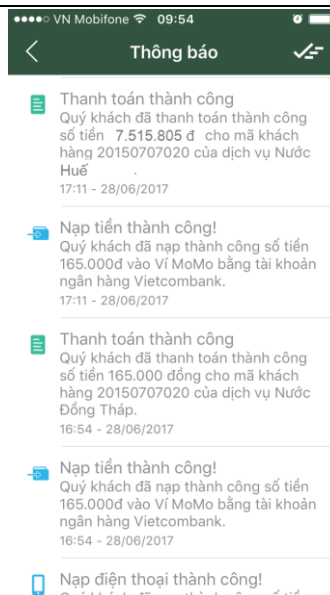 VN Mobifone 09:54
Thông báo
Thanh toán thành công
Quý khách đã thanh toán thành công
số tiền 7.515.805 đ cho mã khách
hàng 20150707020 của dịch vụ Nước
Huế .
17:11 - 28/06/2017
Nạp tiền thành công!
Quý khách đã nạp thành công số tiền
165.000đ vào Ví MoMo bằng tài khoản
ngân hàng Vietcombank.
17:11 - 28/06/2017
Thanh toán thành công
Quý khách đã thanh toán thành công
số tiền 165.000 đồng cho mã khách
hàng 20150707020 của dịch vụ Nước
Đồng Tháp.
16:54 - 28/06/2017
Nạp tiền thành công!
Quý khách đã nạp thành công số tiền
165.000đ vào Ví MoMo bằng tài khoản
ngân hàng Vietcombank.
16:54 - 28/06/2017
Nạp điện thoại thành công!